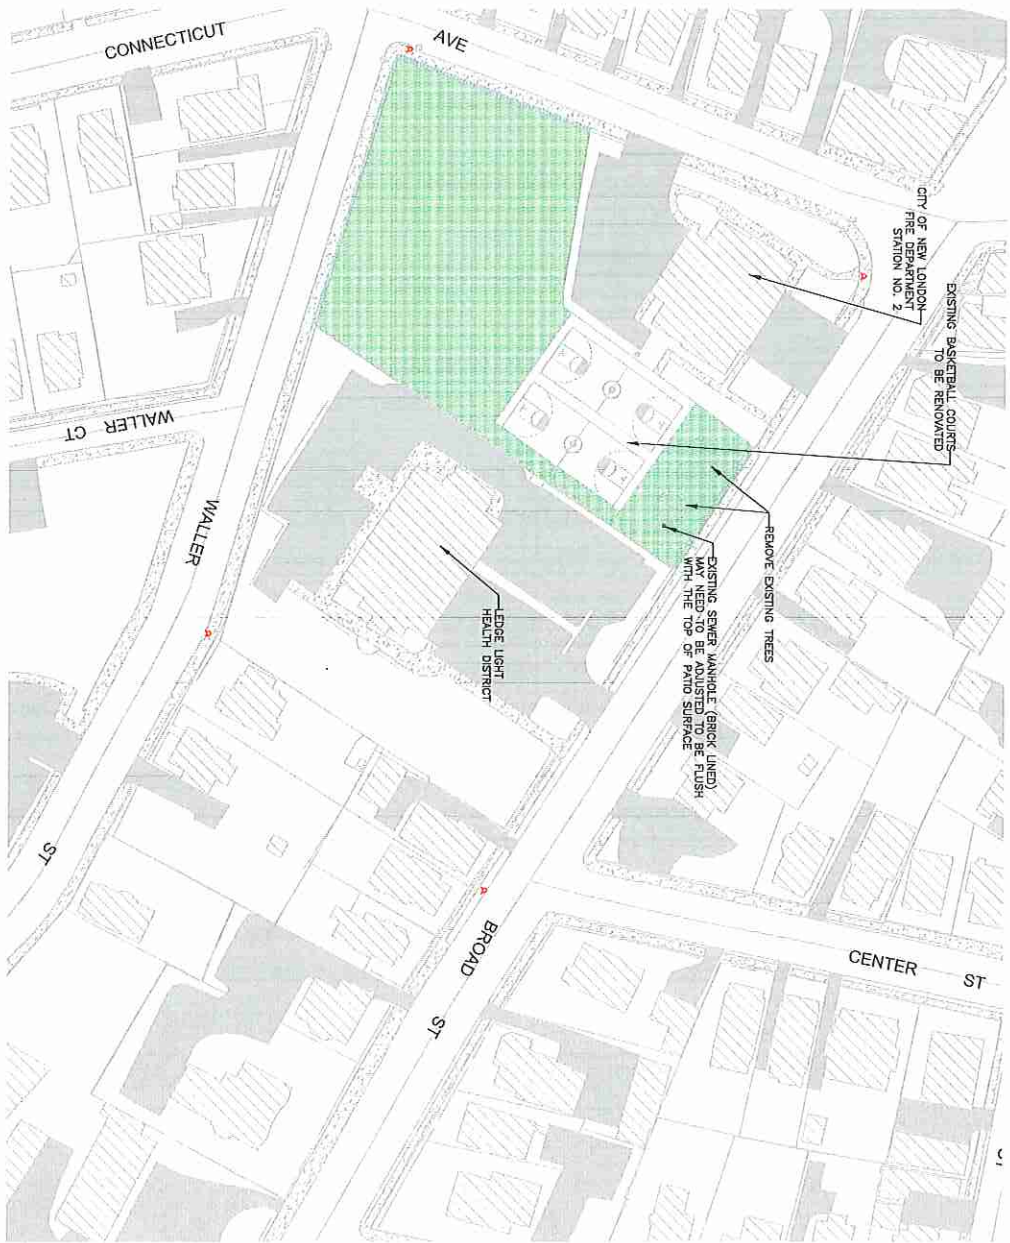 CONNECTICUT
AVE
CITY OF NEW LONDON
FIRE DEPARTMENT
STATION NO. 2
EXISTING BASKETBALL COURTS
TO BE RENOVATED
REMOVE EXISTING TREES
EXISTING SEWER MANHOLE (BRICK LINED)
MAY NEED TO BE ADJUSTED TO BE FLUSH
WITH THE TOP OF PATIO SURFACE
LEDGE LIGHT
HEALTH DISTRICT
WALLER CT
WALLER
ST
BROAD
ST
CENTER
ST